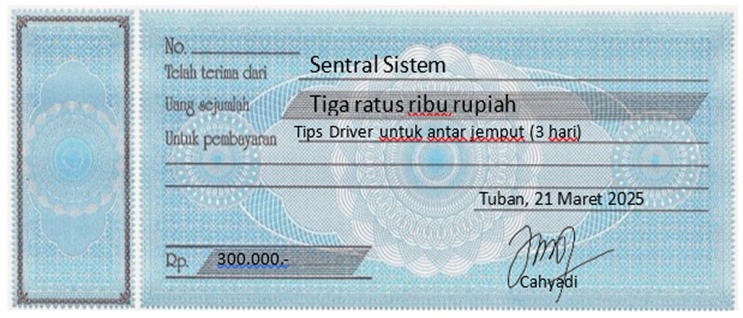 No.
Telah terima dari Sentral Sistem
Uang sejumlah Tiga ratus ribu rupiah
Untuk pembayaran Tips Driver untuk antar jemput (3 hari)
Tuban, 21 Maret 2025
Rp. 300.000,-
Cahyadi